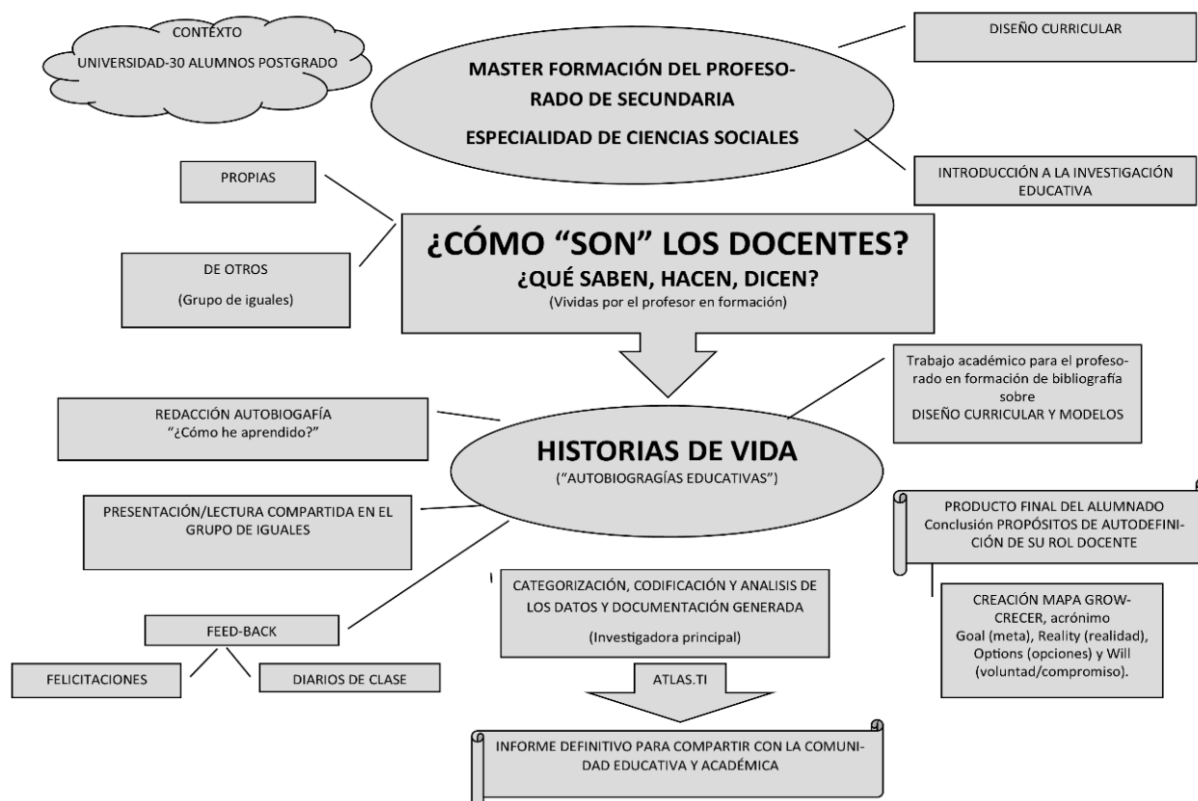 CONTEXTO
UNIVERSIDAD-30 ALUMNOS POSTGRADO
MASTER FORMACIÓN DEL PROFESO-
RADO DE SECUNDARIA
ESPECIALIDAD DE CIENCIAS SOCIALES
DISEÑO CURRICULAR
INTRODUCCIÓN A LA INVESTIGACIÓN
EDUCATIVA
PROPIAS
DE OTROS
(Grupo de iguales)
¿CÓMO “SON” LOS DOCENTES?
¿QUÉ SABEN, HACEN, DICEN?
(Vividas por el profesor en formación)
Trabajo académico para el profeso-
rado en formación de bibliografía
sobre
DISEÑO CURRICULAR Y MODELOS
REDACCIÓN AUTOBIOGAFÍA
“¿Cómo he aprendido?”
HISTORIAS DE VIDA
(“AUTOBIOGRAGÍAS EDUCATIVAS”)
PRESENTACIÓN/LECTURA COMPARTIDA EN EL
GRUPO DE IGUALES
PRODUCTO FINAL DEL ALUMNADO
Conclusión PROPÓSITOS DE AUTODEFINI-
CIÓN DE SU ROL DOCENTE
CATEGORIZACIÓN, CODIFICACIÓN Y ANALISIS DE
LOS DATOS Y DOCUMENTACIÓN GENERADA
(Investigadora principal)
CREACIÓN MAPA GROW-
CRECER, acrónimo
Goal (meta), Reality (realidad),
Options (opciones) y Will
(voluntad/compromiso).
FEED-BACK
FELICITACIONES
DIARIOS DE CLASE
ATLAS.TI
INFORME DEFINITIVO PARA COMPARTIR CON LA COMUNI-
DAD EDUCATIVA Y ACADÉMICA